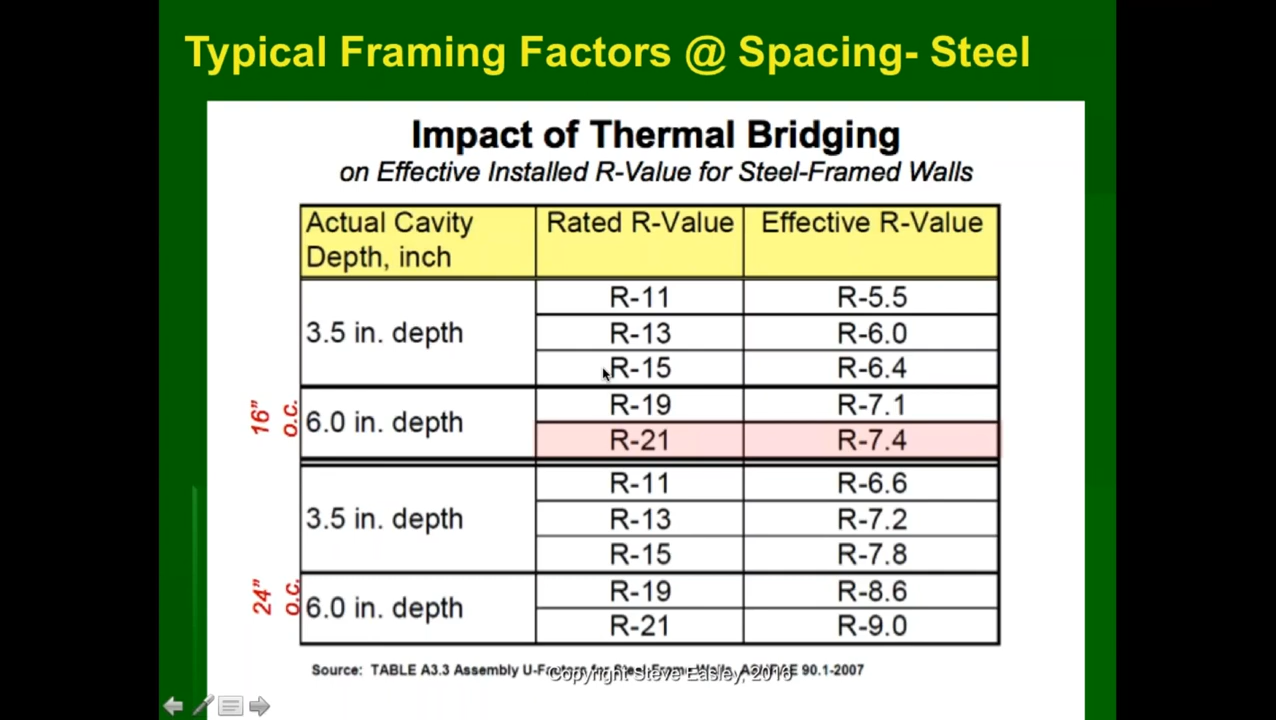 Typical Framing Factors @ Spacing- Steel
Impact of Thermal Bridging
on Effective Installed R-Value for Steel-Framed Walls
Actual Cavity Depth, inch Rated R-Value Effective R-Value
16" o.c.
3.5 in. depth
R-11 R-5.5
R-13 R-6.0
R-15 R-6.4
6.0 in. depth
R-19 R-7.1
R-21 R-7.4
24" o.c.
3.5 in. depth
R-11 R-6.6
R-13 R-7.2
R-15 R-7.8
6.0 in. depth
R-19 R-8.6
R-21 R-9.0
Source: TABLE A3.3 Assembly U-Factors for Steel-Frame Walls, ASHRAE 90.1-2007
Copyright Steve Easley, 2016